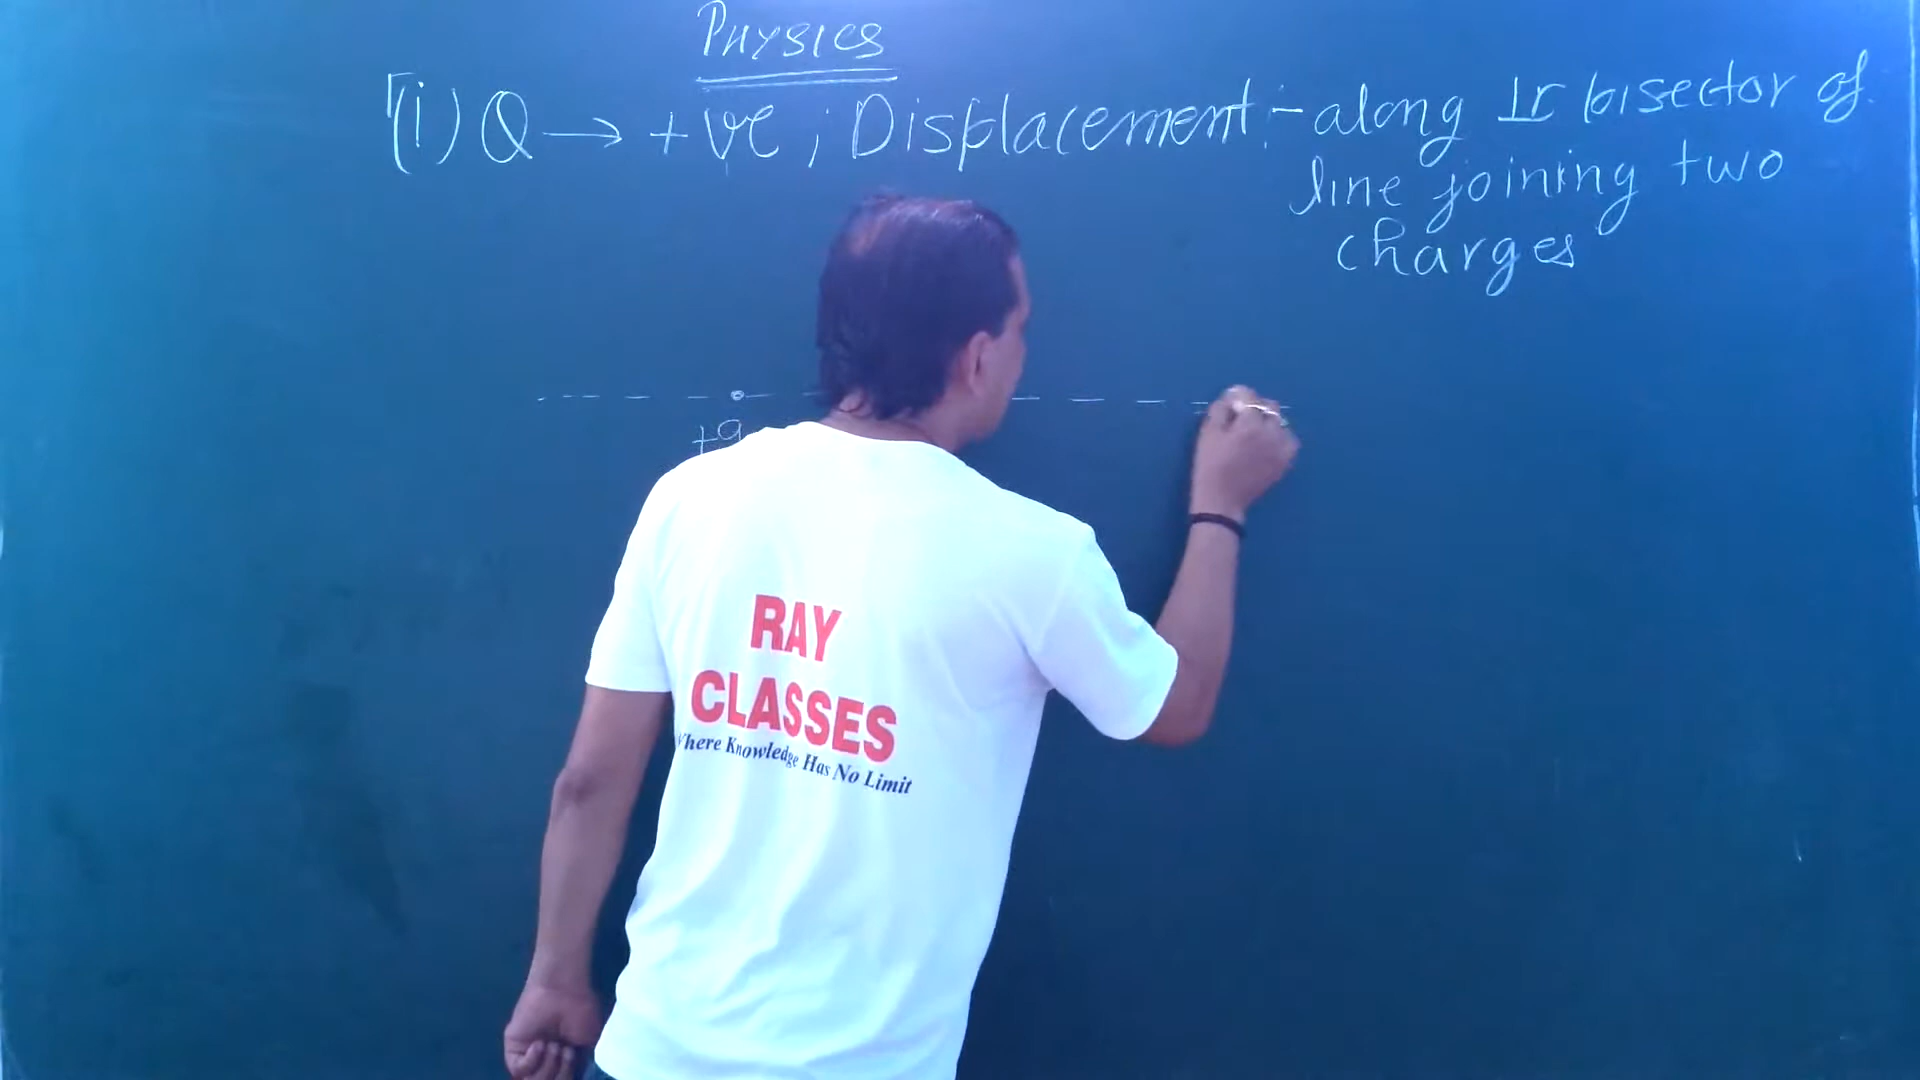 Physics
(i) Q → +ve ; Displacement :- along ⊥r bisector of
line joining two
charges
+q
RAY
CLASSES
Where Knowledge Has No Limit